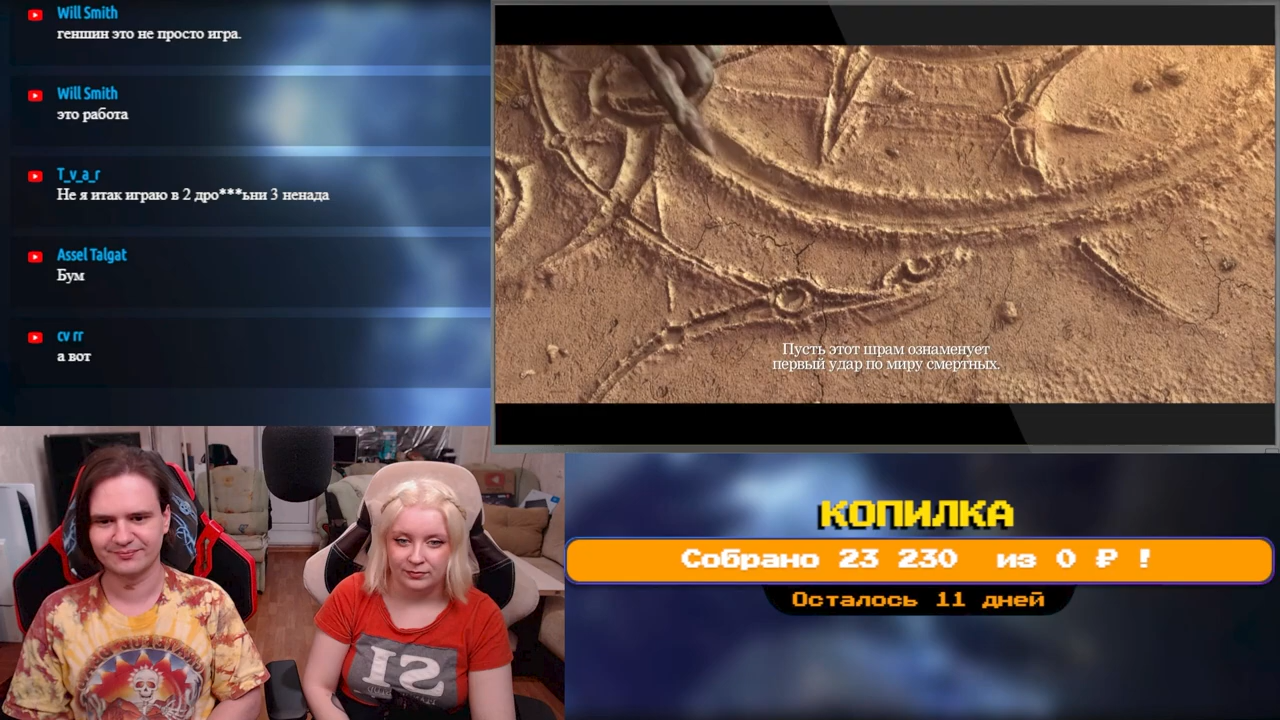 Will Smith
геншин это не просто игра.
Will Smith
это работа
T_v_a_r
Не я итак играю в 2 дро***ьни 3 ненада
Assel Talgat
Бум
cv rr
а вот
Пусть этот шрам ознаменует
первый удар по миру смертных.
КОПИЛКА
Собрано 23 230 из 0 ₽ !
Осталось 11 дней